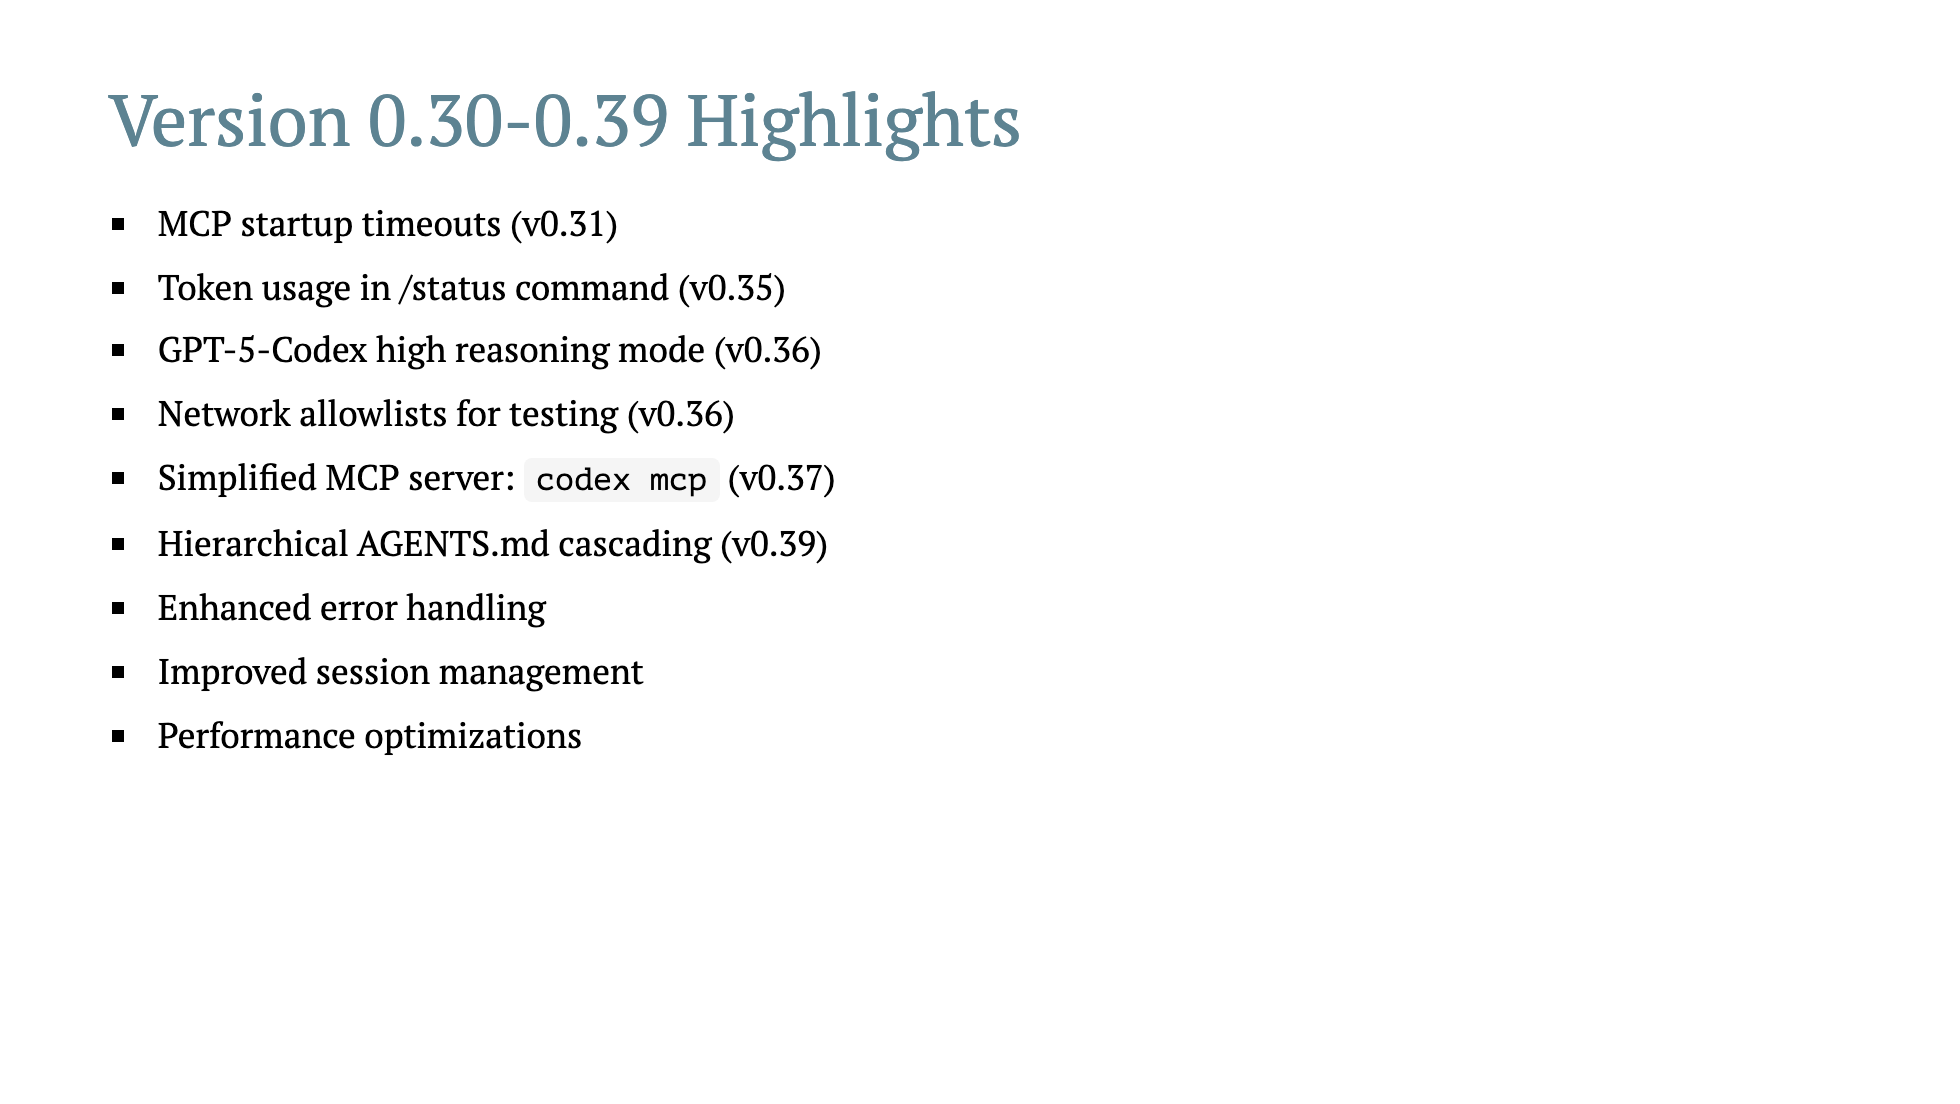 Version 0.30-0.39 Highlights
▪ MCP startup timeouts (v0.31)
▪ Token usage in /status command (v0.35)
▪ GPT-5-Codex high reasoning mode (v0.36)
▪ Network allowlists for testing (v0.36)
▪ Simplified MCP server: codex mcp (v0.37)
▪ Hierarchical AGENTS.md cascading (v0.39)
▪ Enhanced error handling
▪ Improved session management
▪ Performance optimizations